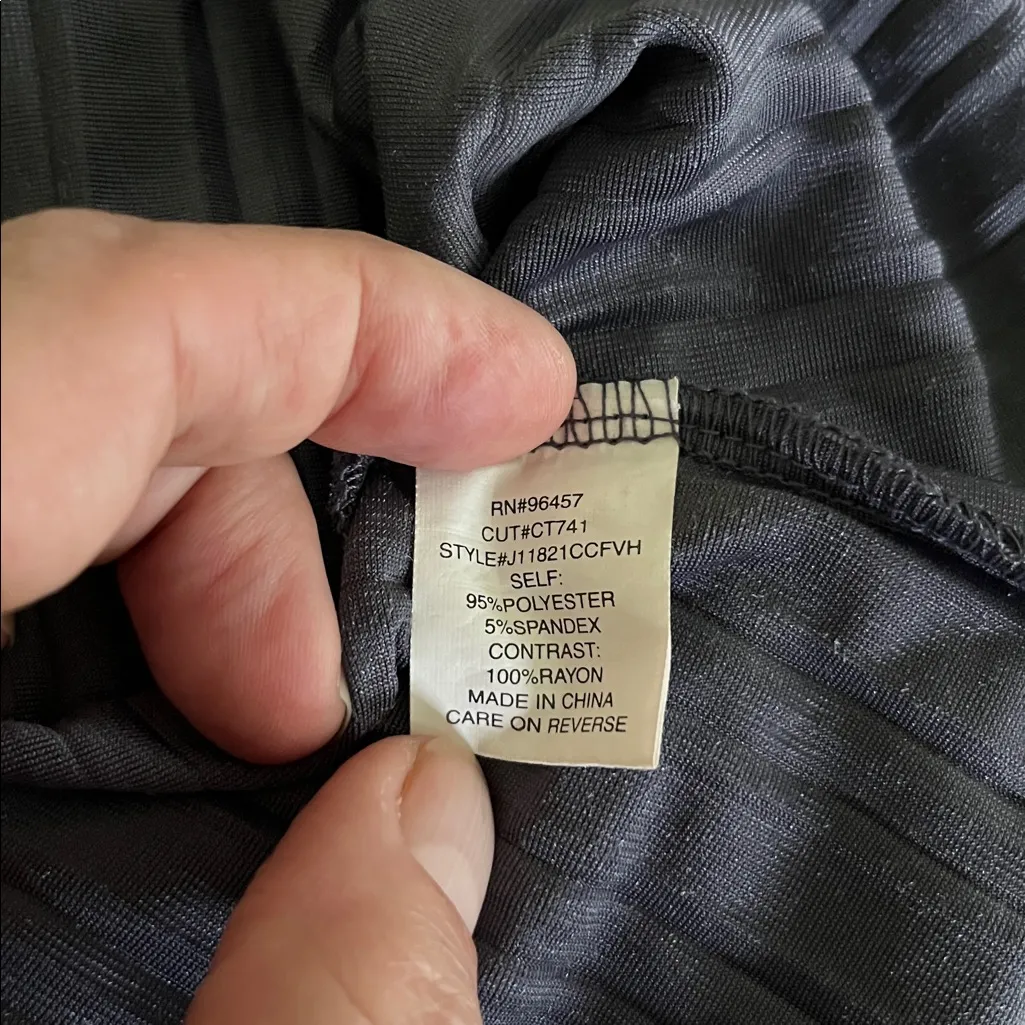 RN#96457
CUT#CT741
STYLE#J11821CCFVH
SELF:
95%POLYESTER
5%SPANDEX
CONTRAST:
100%RAYON
MADE IN CHINA
CARE ON REVERSE